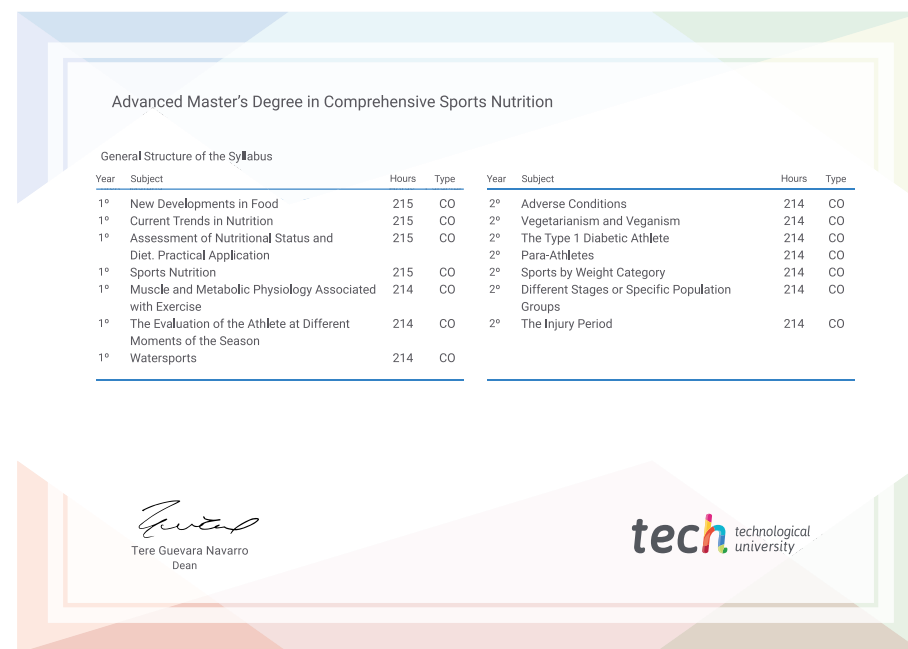 Advanced Master's Degree in Comprehensive Sports Nutrition
General Structure of the Syllabus
Year Subject Hours Type
1º New Developments in Food 215 CO
1º Current Trends in Nutrition 215 CO
1º Assessment of Nutritional Status and
Diet. Practical Application 215 CO
1º Sports Nutrition 215 CO
1º Muscle and Metabolic Physiology Associated
with Exercise 214 CO
1º The Evaluation of the Athlete at Different
Moments of the Season 214 CO
1º Watersports 214 CO
Year Subject Hours Type
2º Adverse Conditions 214 CO
2º Vegetarianism and Veganism 214 CO
2º The Type 1 Diabetic Athlete 214 CO
2º Para-Athletes 214 CO
2º Sports by Weight Category 214 CO
2º Different Stages or Specific Population
Groups 214 CO
2º The Injury Period 214 CO
Tere Guevara Navarro
Dean
tech technological
university